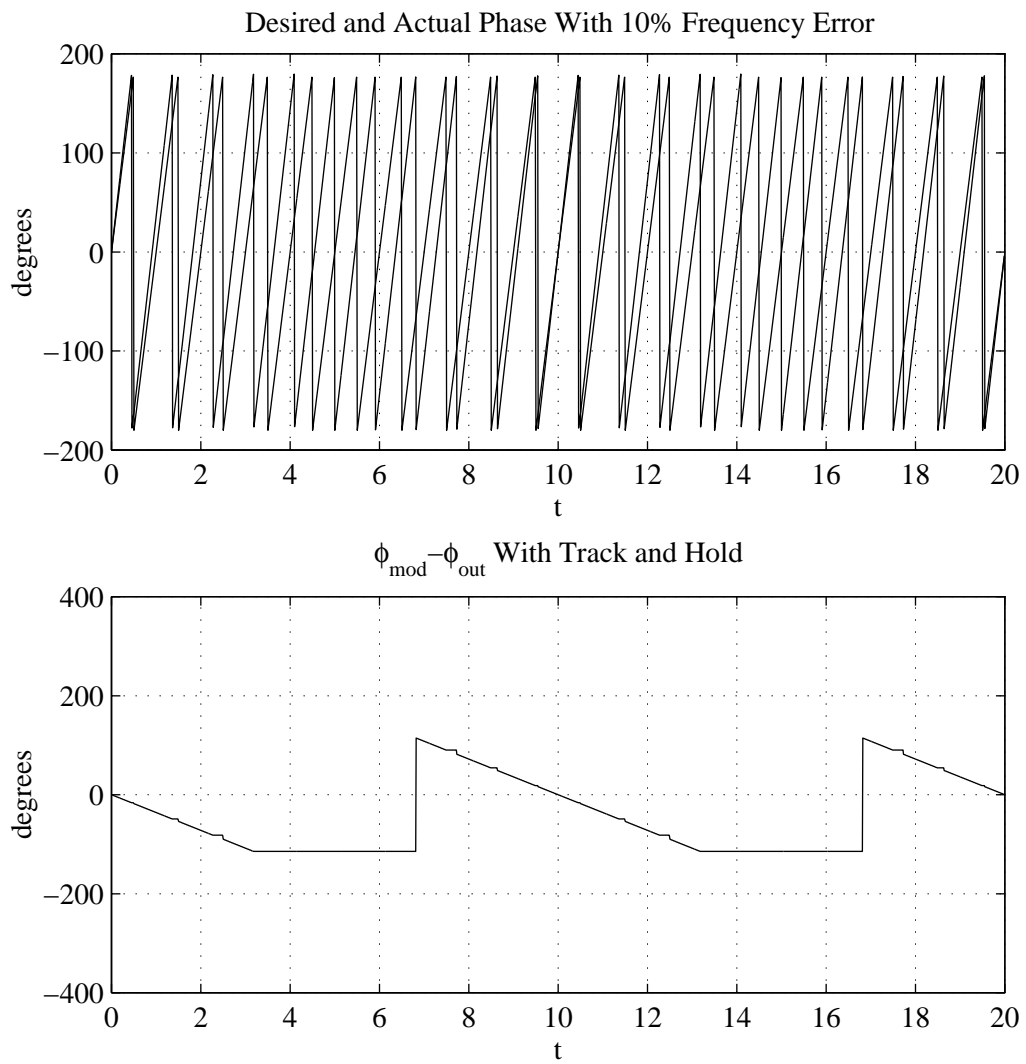 Desired and Actual Phase With 10% Frequency Error
200
100
0
−100
−200
degrees
0 2 4 6 8 10 12 14 16 18 20
t
ϕmod−ϕout With Track and Hold
400
200
0
−200
−400
degrees
0 2 4 6 8 10 12 14 16 18 20
t